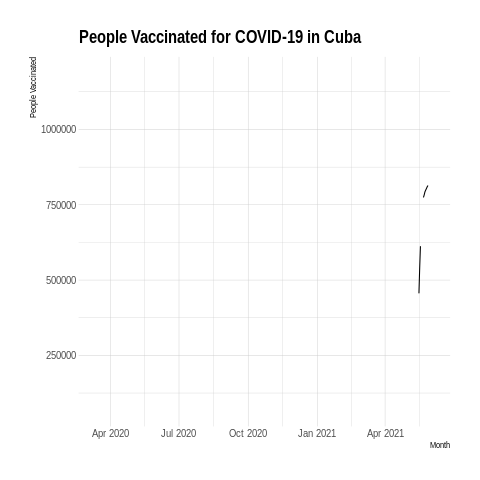 People Vaccinated for COVID-19 in Cuba
People Vaccinated
1000000
750000
500000
250000
Apr 2020 Jul 2020 Oct 2020 Jan 2021 Apr 2021
Month